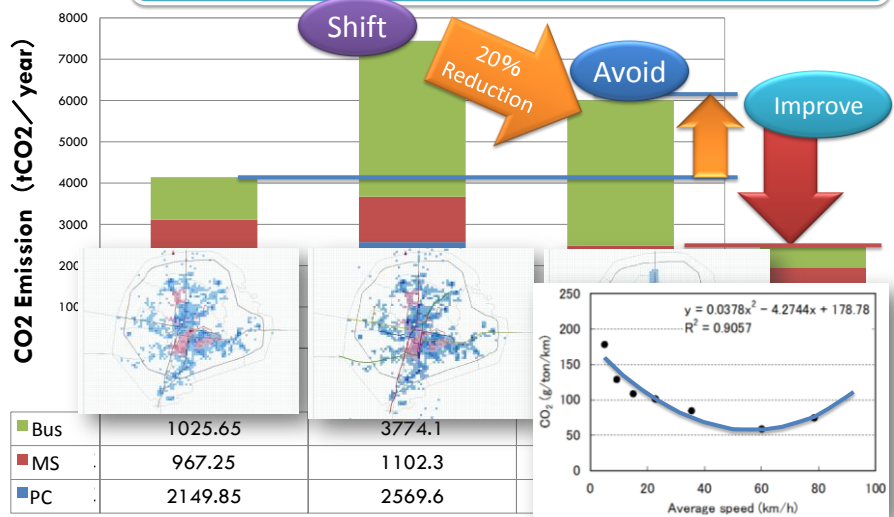 Shift
20%
Reduction
Avoid
Improve
CO2 Emission (tCO2／year)
8000
7000
6000
5000
4000
3000
200
100
y = 0.0378x² − 4.2744x + 178.78
R² = 0.9057
CO₂ (g/ton/km)
250
200
150
100
50
0
0 20 40 60 80 100
Average speed (km/h)
Bus 1025.65 3774.1
MS 967.25 1102.3
PC 2149.85 2569.6